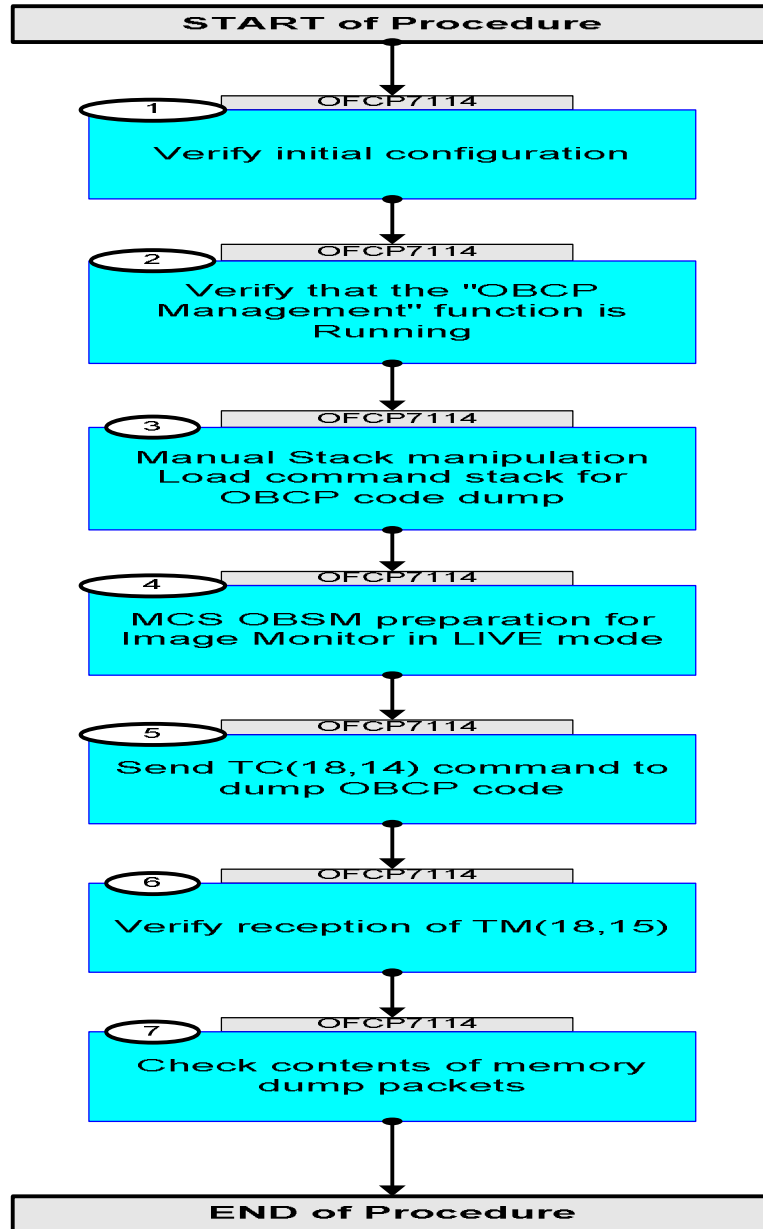 START of Procedure
OFCP7114
1
Verify initial configuration
OFCP7114
2
Verify that the "OBCP
Management" function is
Running
OFCP7114
3
Manual Stack manipulation
Load command stack for
OBCP code dump
OFCP7114
4
MCS OBSM preparation for
Image Monitor in LIVE mode
OFCP7114
5
Send TC(18,14) command to
dump OBCP code
OFCP7114
6
Verify reception of TM(18,15)
OFCP7114
7
Check contents of memory
dump packets
END of Procedure